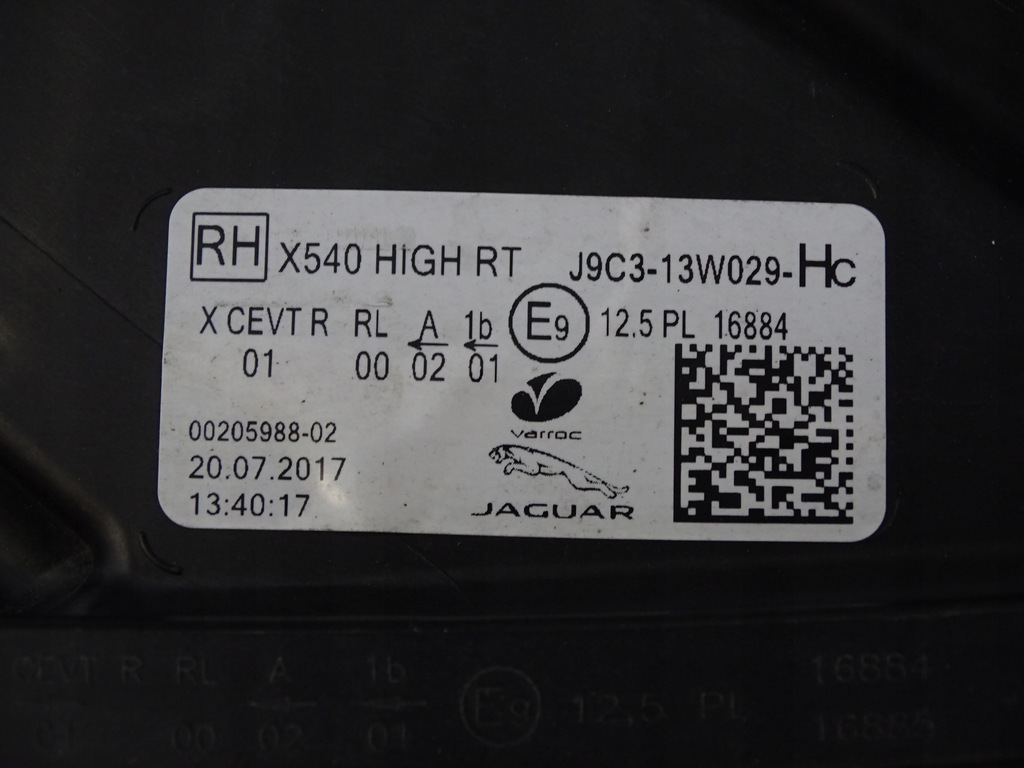 RH X540 HIGH RT J9C3-13W029-HC
X CEVT R RL A 1b E9 12.5 PL 16884
01 00 02 01
00205988-02
20.07.2017
13:40:17
varroc
JAGUAR
CEVT R RL A 1b E9 12.5 PL 16884
01 00 02 01 16885